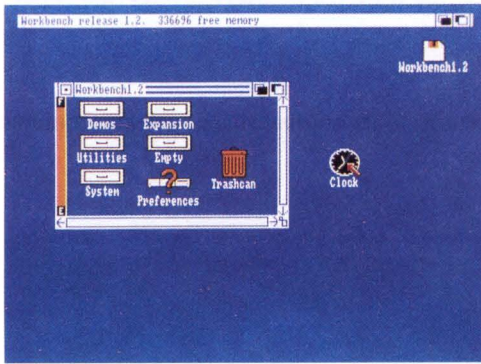 Workbench release 1.2. 336696 free memory
Workbench1.2
Workbench1.2
F
Demos
Expansion
Utilities
Empty
System
Preferences
Trashcan
Clock
E